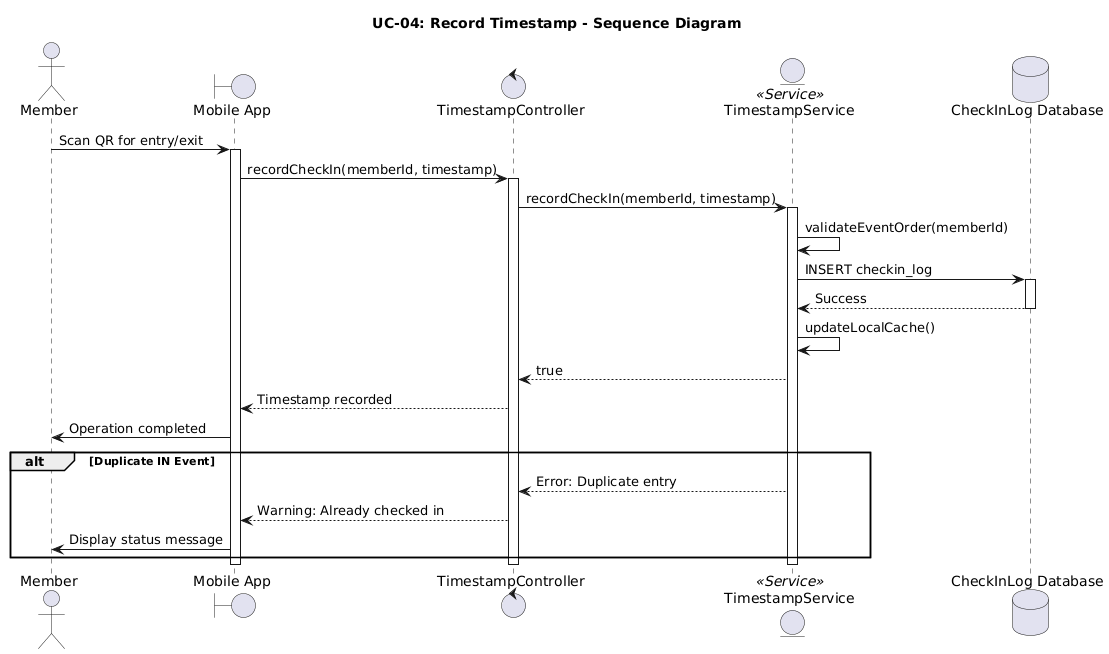 UC-04: Record Timestamp - Sequence Diagram
Member
Mobile App
TimestampController
«Service»
TimestampService
CheckInLog Database
Scan QR for entry/exit
recordCheckIn(memberId, timestamp)
recordCheckIn(memberId, timestamp)
validateEventOrder(memberId)
INSERT checkin_log
Success
updateLocalCache()
true
Timestamp recorded
Operation completed
alt [Duplicate IN Event]
Error: Duplicate entry
Warning: Already checked in
Display status message
Member
Mobile App
TimestampController
«Service»
TimestampService
CheckInLog Database